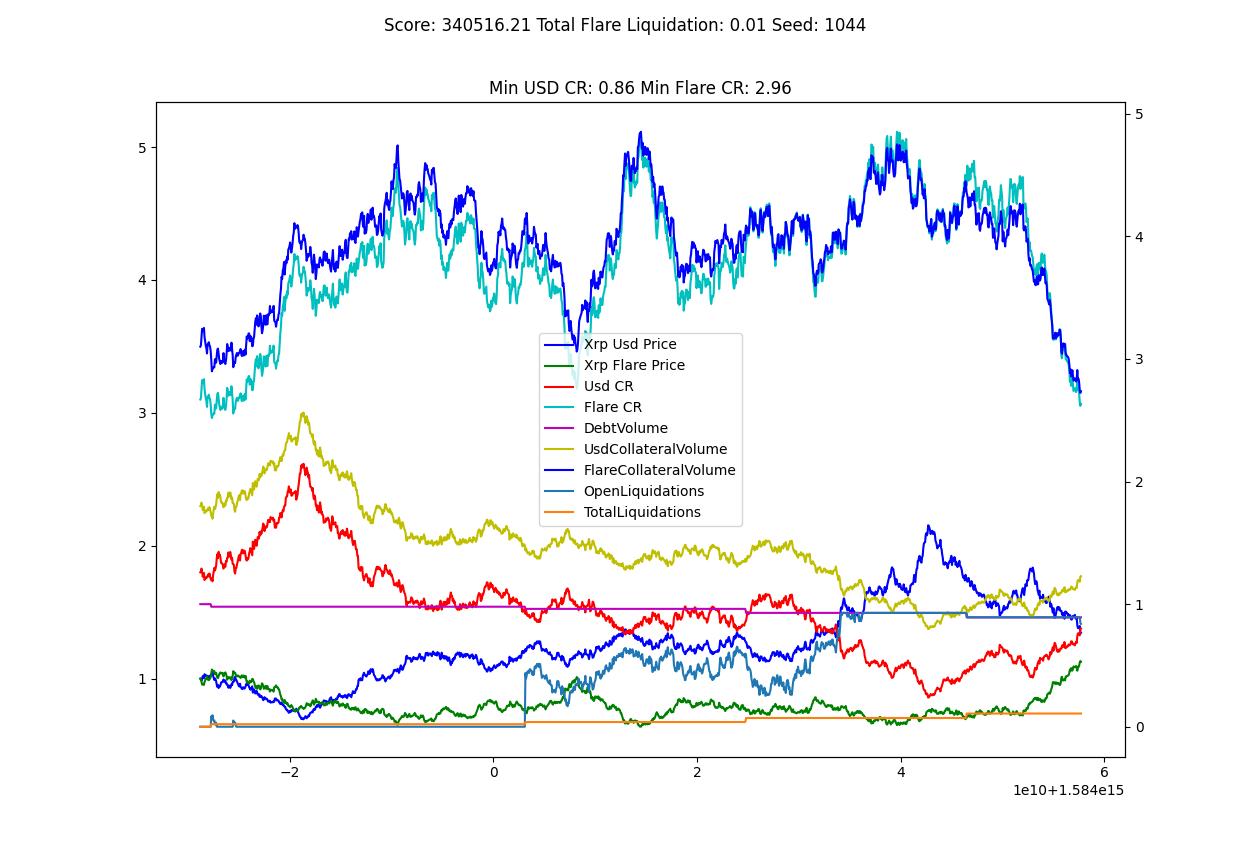 Score: 340516.21 Total Flare Liquidation: 0.01 Seed: 1044
Min USD CR: 0.86 Min Flare CR: 2.96
5
4
3
2
1
5
4
3
2
1
0
Xrp Usd Price
Xrp Flare Price
Usd CR
Flare CR
DebtVolume
UsdCollateralVolume
FlareCollateralVolume
OpenLiquidations
TotalLiquidations
−2 0 2 4 6
1e10+1.584e15